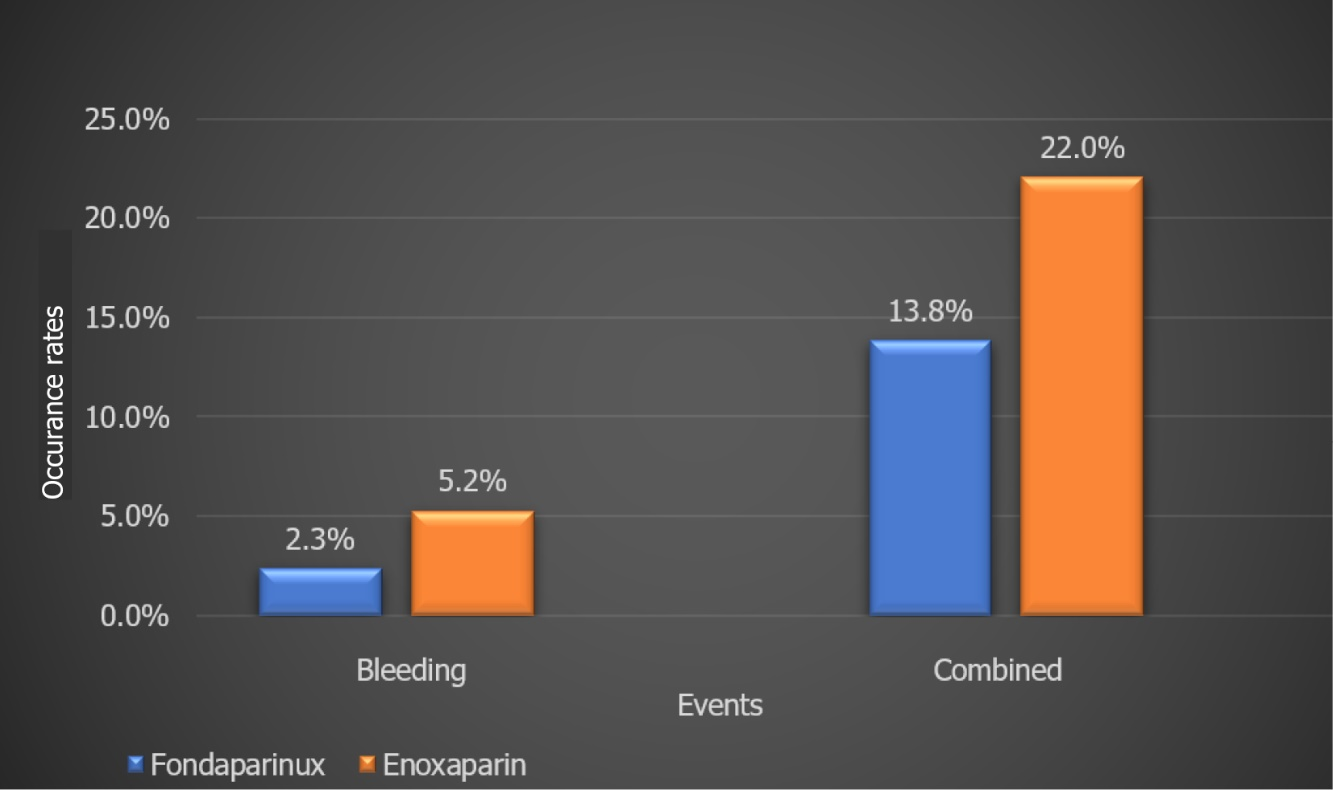 25.0%
22.0%
20.0%
15.0%
13.8%
10.0%
5.2%
5.0%
2.3%
0.0%
Occurance rates
Bleeding
Combined
Events
Fondaparinux
Enoxaparin